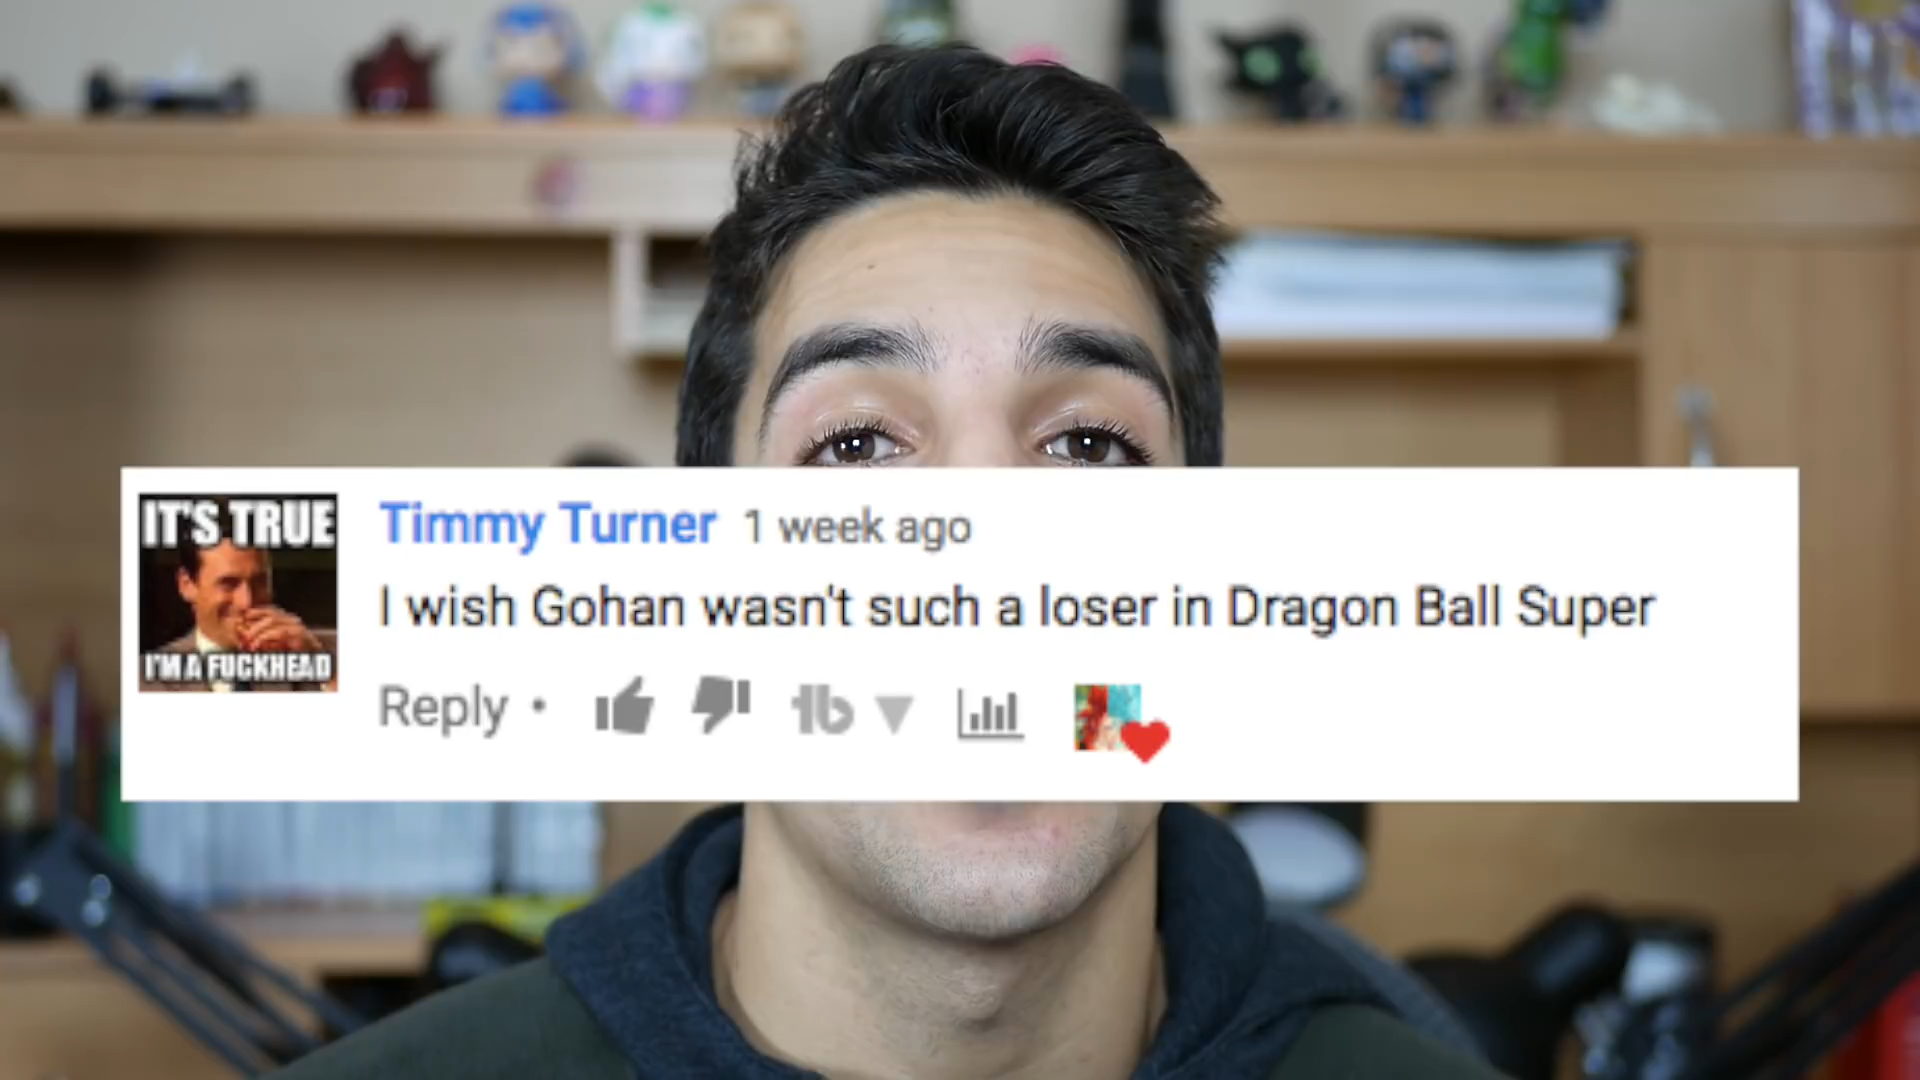 IT'S TRUE
I'M A FUCKHEAD
Timmy Turner 1 week ago
I wish Gohan wasn't such a loser in Dragon Ball Super
Reply •